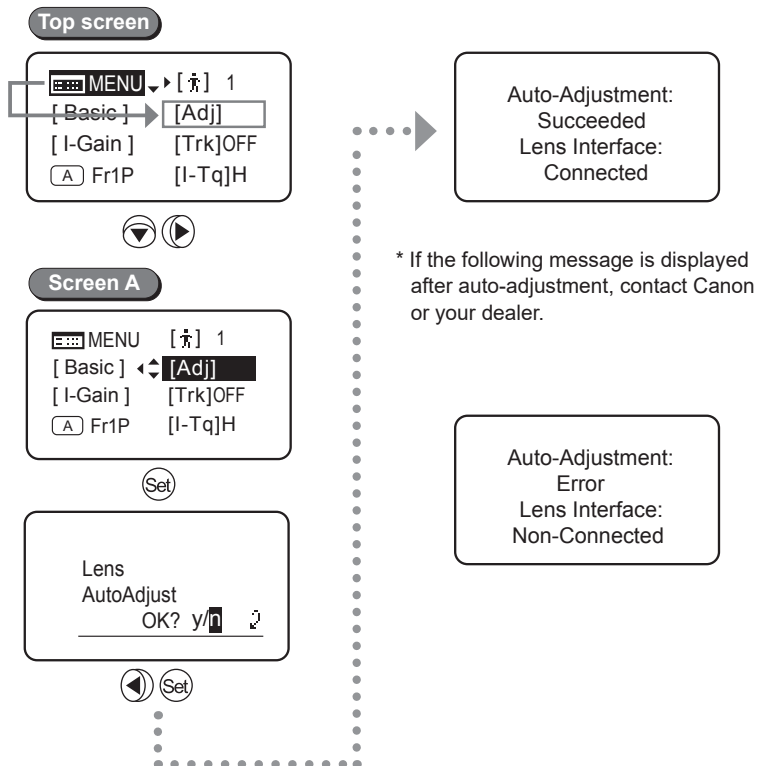 Top screen
MENU [ ] 1
[ Basic ] [Adj]
[ I-Gain ] [Trk]OFF
A Fr1P [I-Tq]H
Screen A
MENU [ ] 1
[ Basic ] [Adj]
[ I-Gain ] [Trk]OFF
A Fr1P [I-Tq]H
Set
Lens
AutoAdjust
OK? y/n
Set
Auto-Adjustment:
Succeeded
Lens Interface:
Connected
* If the following message is displayed
after auto-adjustment, contact Canon
or your dealer.
Auto-Adjustment:
Error
Lens Interface:
Non-Connected